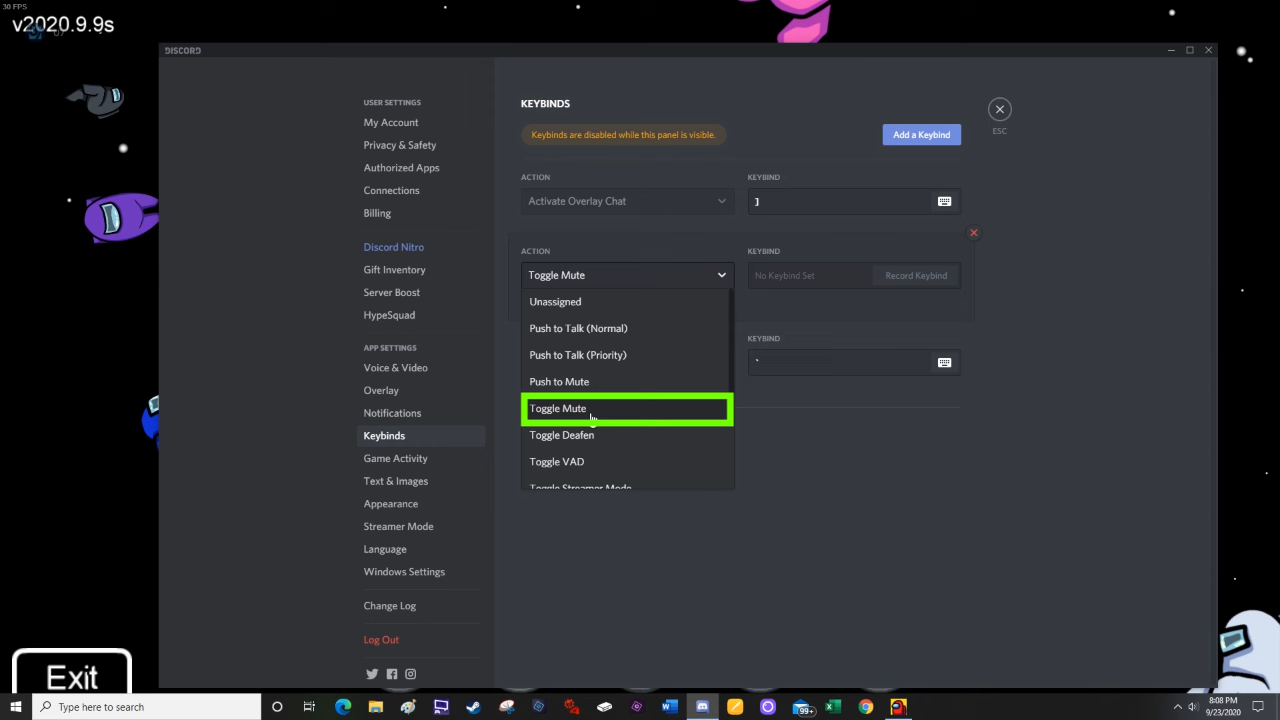 30 FPS
v2020.9.9s
DISCORD
USER SETTINGS
My Account
Privacy & Safety
Authorized Apps
Connections
Billing
Discord Nitro
Gift Inventory
Server Boost
HypeSquad
APP SETTINGS
Voice & Video
Overlay
Notifications
Keybinds
Game Activity
Text & Images
Appearance
Streamer Mode
Language
Windows Settings
Change Log
Log Out
KEYBINDS
Keybinds are disabled while this panel is visible.
Add a Keybind
ESC
ACTION
KEYBIND
Activate Overlay Chat
]
ACTION
KEYBIND
Toggle Mute
No Keybind Set
Record Keybind
Unassigned
Push to Talk (Normal)
Push to Talk (Priority)
Push to Mute
Toggle Mute
Toggle Deafen
Toggle VAD
Toggle Streamer Mode
KEYBIND
`
Exit
Type here to search
99+
8:08 PM
9/23/2020